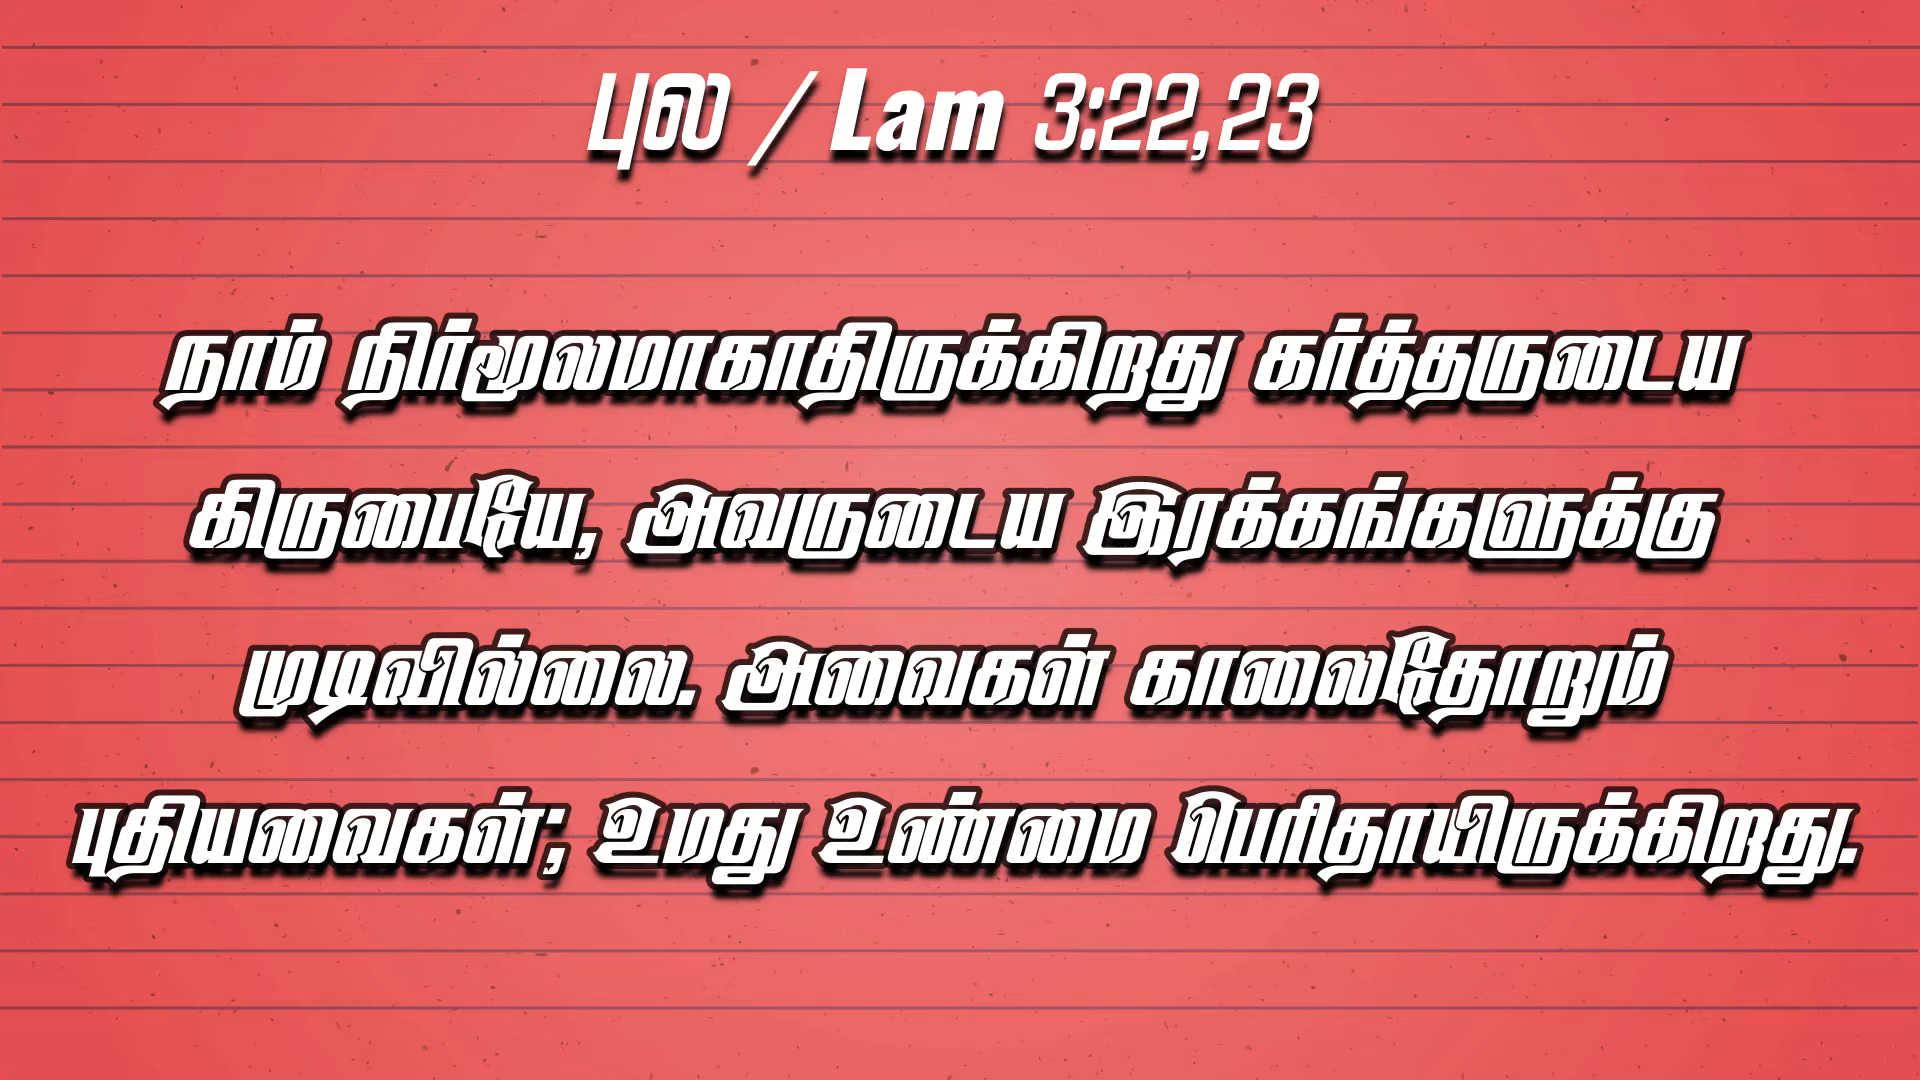 புல / Lam 3:22,23
நாம் நிர்மூலமாகாதிருக்கிறது கர்த்தருடைய
கிருபையே, அவருடைய இரக்கங்களுக்கு
முடிவில்லை. அவைகள் காலைதோறும்
புதியவைகள்; உமது உண்மை பெரிதாயிருக்கிறது.